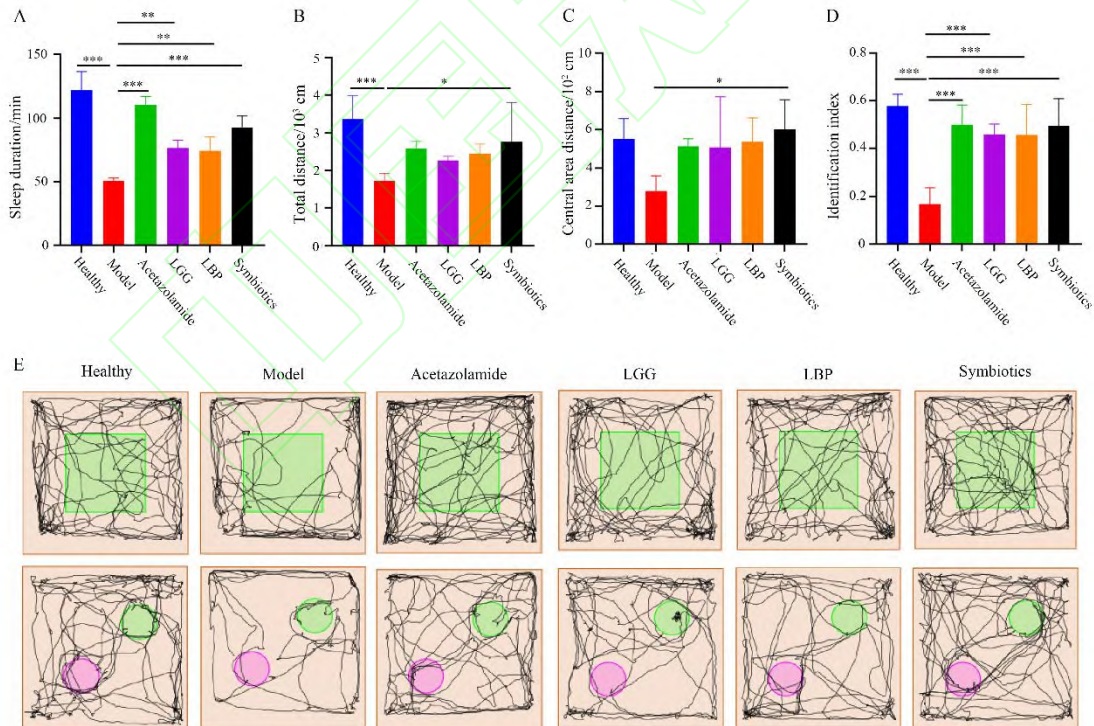 A
Sleep duration/min
150
100
50
0
***
**
**
***
***
Healthy
Model
Acetazolamide
LGG
LBP
Symbiotics
B
Total distance/10³ cm
5
4
3
2
1
0
***
*
Healthy
Model
Acetazolamide
LGG
LBP
Symbiotics
C
Central area distance/10² cm
10
8
6
4
2
0
*
Healthy
Model
Acetazolamide
LGG
LBP
Symbiotics
D
Identification index
0.8
0.6
0.4
0.2
0
***
***
***
***
***
Healthy
Model
Acetazolamide
LGG
LBP
Symbiotics
E
Healthy
Model
Acetazolamide
LGG
LBP
Symbiotics